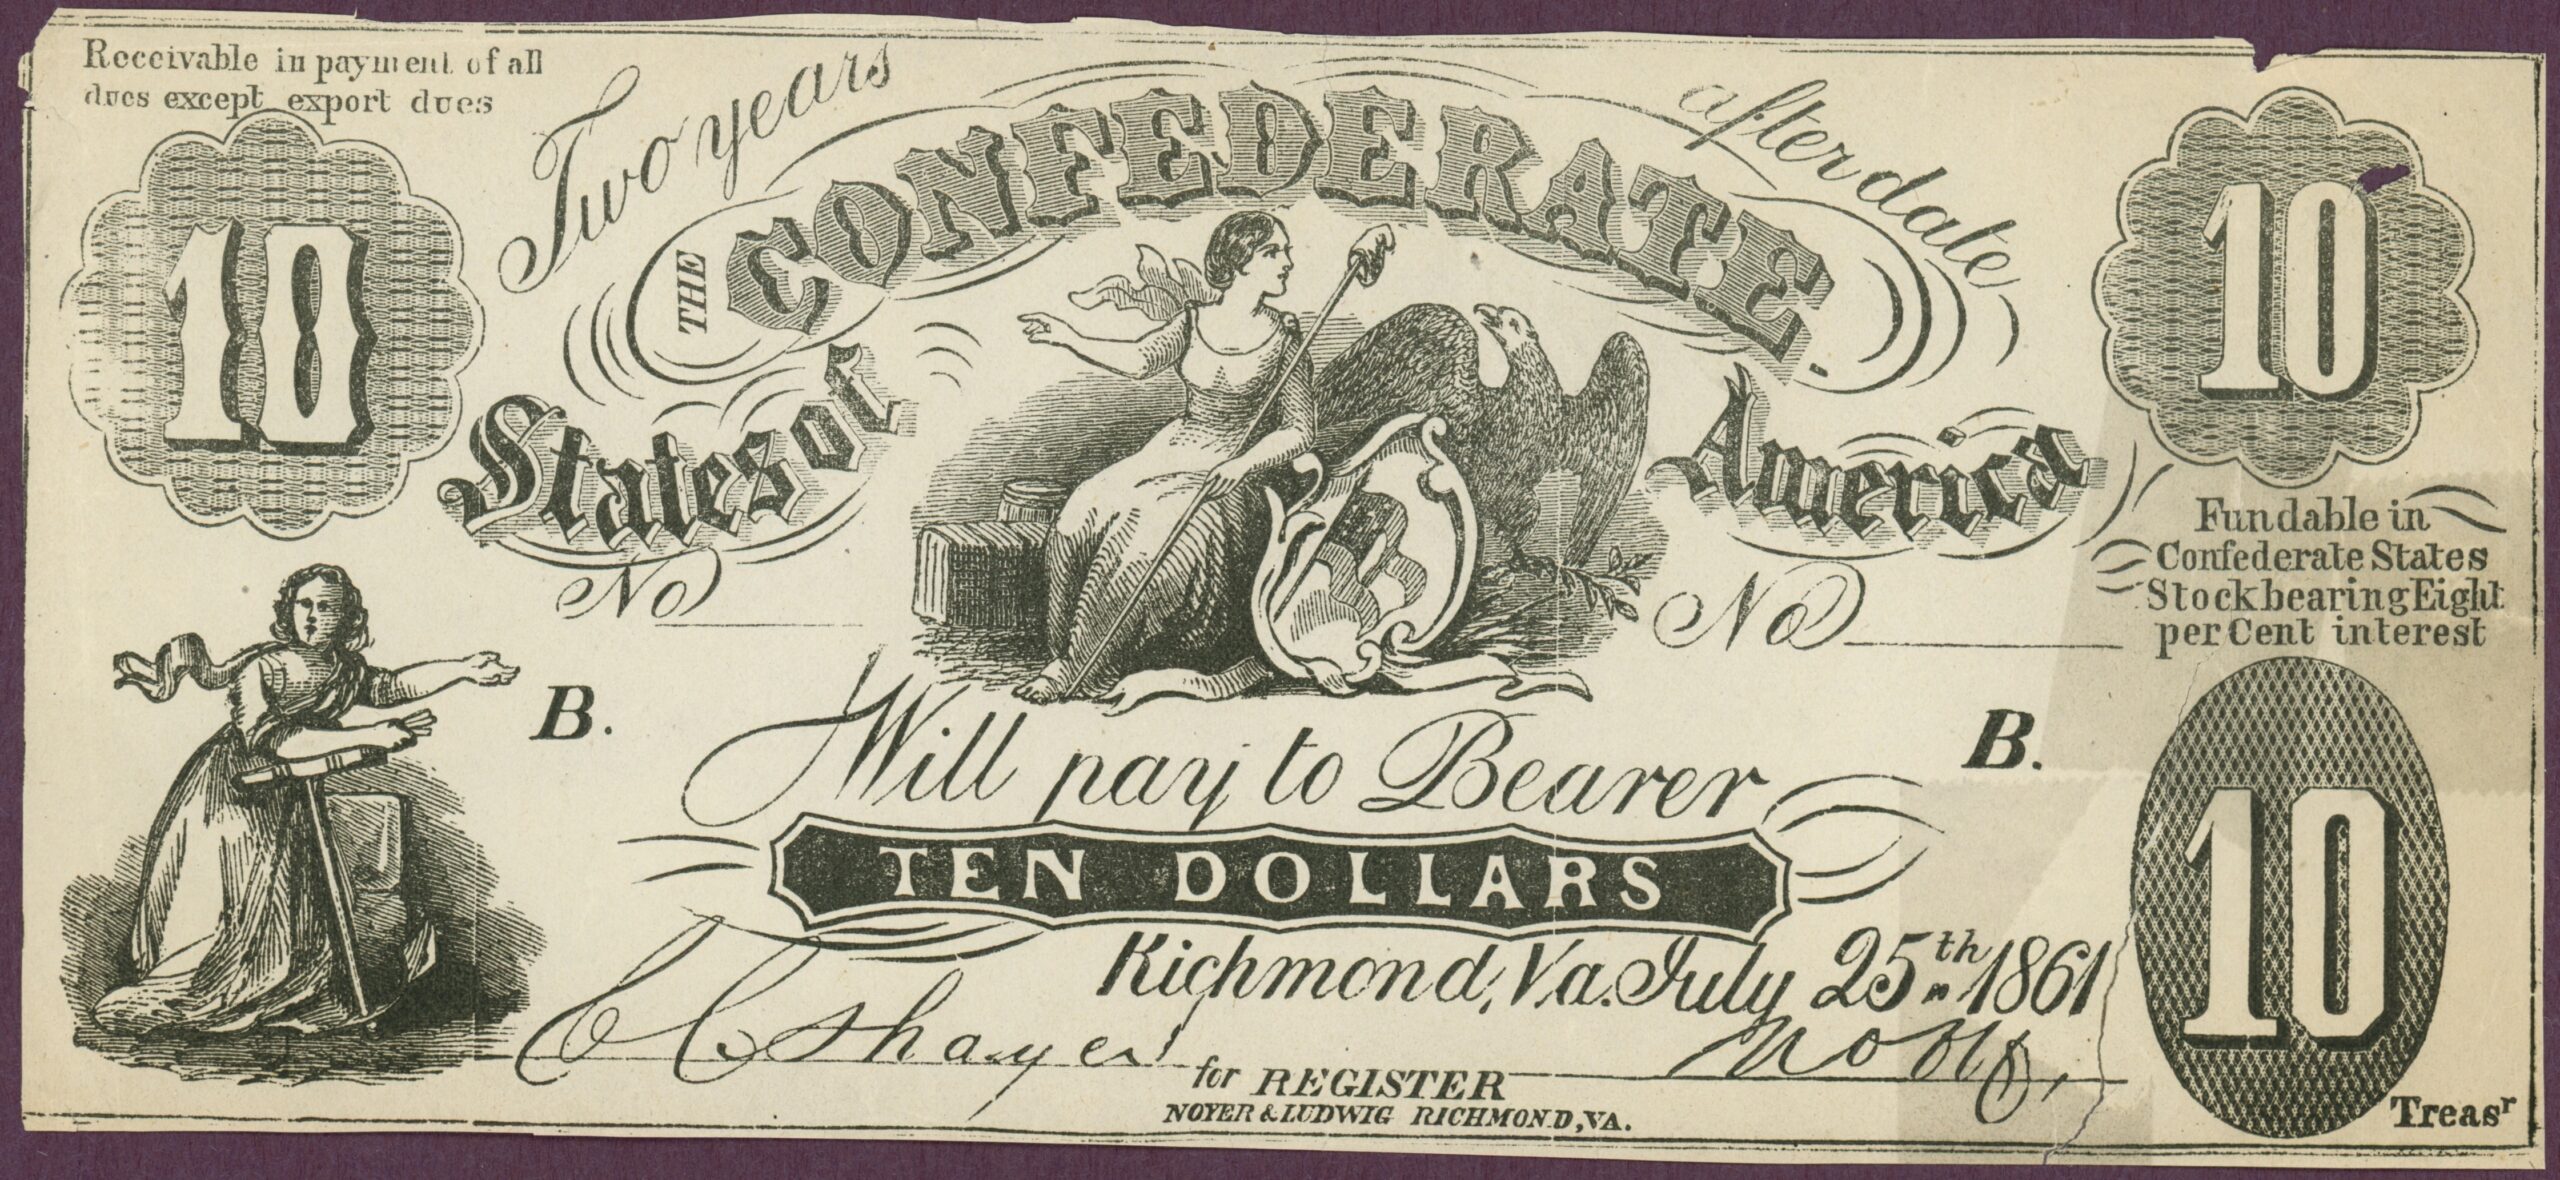 Receivable in payment of all
dues except export dues
Two years after date
10
10
THE CONFEDERATE
States of America
No
No
Fundable in
Confederate States
Stock bearing Eight
per Cent interest
B.
B.
Will pay to Bearer
TEN DOLLARS
10
Richmond, Va. July 25th 1861
for REGISTER
Treasr
NOYER & LUDWIG RICHMOND, VA.